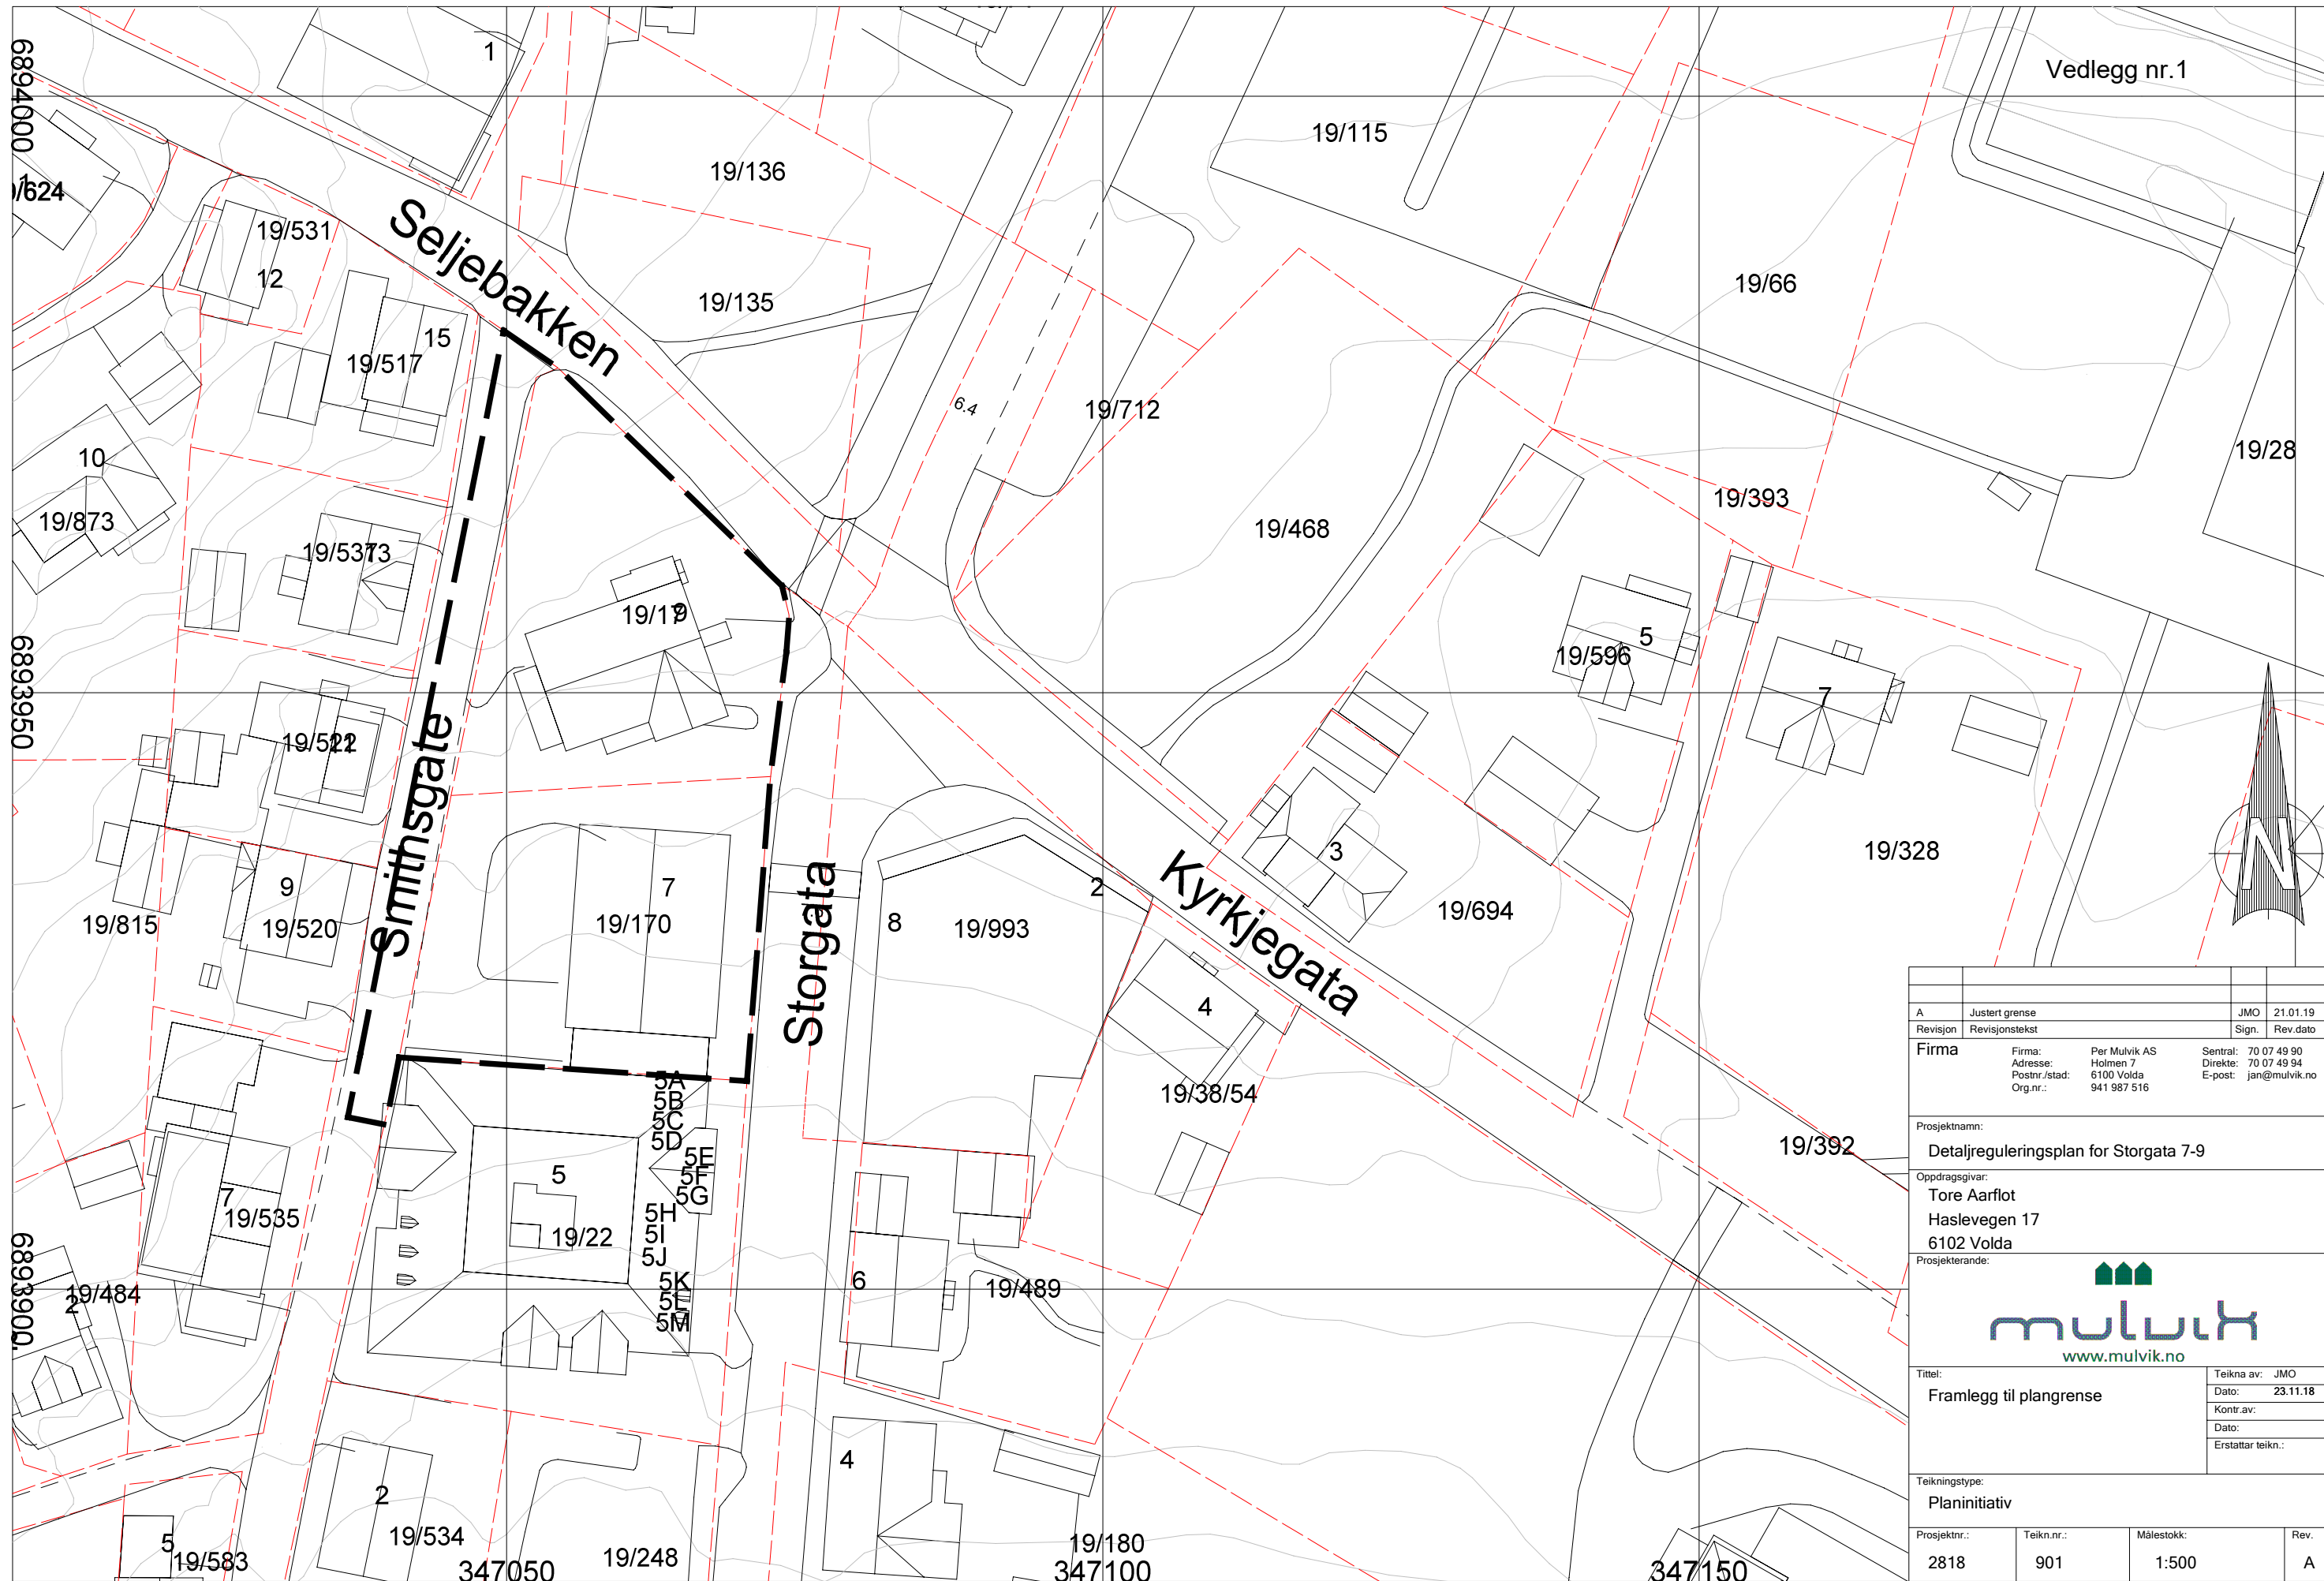 Vedlegg nr.1
6894000
1
19/136
19/115
/624
19/531
12
Seljebakken
19/135
19/66
15
19/517
6.4
19/712
10
19/873
19/537
13
19/468
19/393
19/28
19/17
9
5
19/596
7
6893950
19/522
11
Smithsgate
19/328
9
19/520
19/815
7
19/170
Storgata
8
19/993
2
Kyrkjegata
3
19/694
4
19/38/54
19/392
5A
5B
5C
5D
5E
5F
5G
5H
5I
5J
5K
5L
5M
5
19/22
7
19/535
6893900
19/484
2
6
19/489
4
2
19/534
5
19/583
19/248
19/180
347050
347100
347150
N
A Justert grense JMO 21.01.19
Revisjon Revisjonstekst Sign. Rev.dato
Firma
Firma: Per Mulvik AS Sentral: 70 07 49 90
Adresse: Holmen 7 Direkte: 70 07 49 94
Postnr./stad: 6100 Volda E-post: jan@mulvik.no
Org.nr.: 941 987 516
Prosjektnamn:
Detaljreguleringsplan for Storgata 7-9
Oppdragsgivar:
Tore Aarflot
Haslevegen 17
6102 Volda
Prosjekterande:
mulvik
www.mulvik.no
Tittel:
Framlegg til plangrense
Teikna av: JMO
Dato: 23.11.18
Kontr.av:
Dato:
Erstattar teikn.:
Teikningstype:
Planinitiativ
Prosjektnr.: Teikn.nr.: Målestokk: Rev.
2818 901 1:500 A